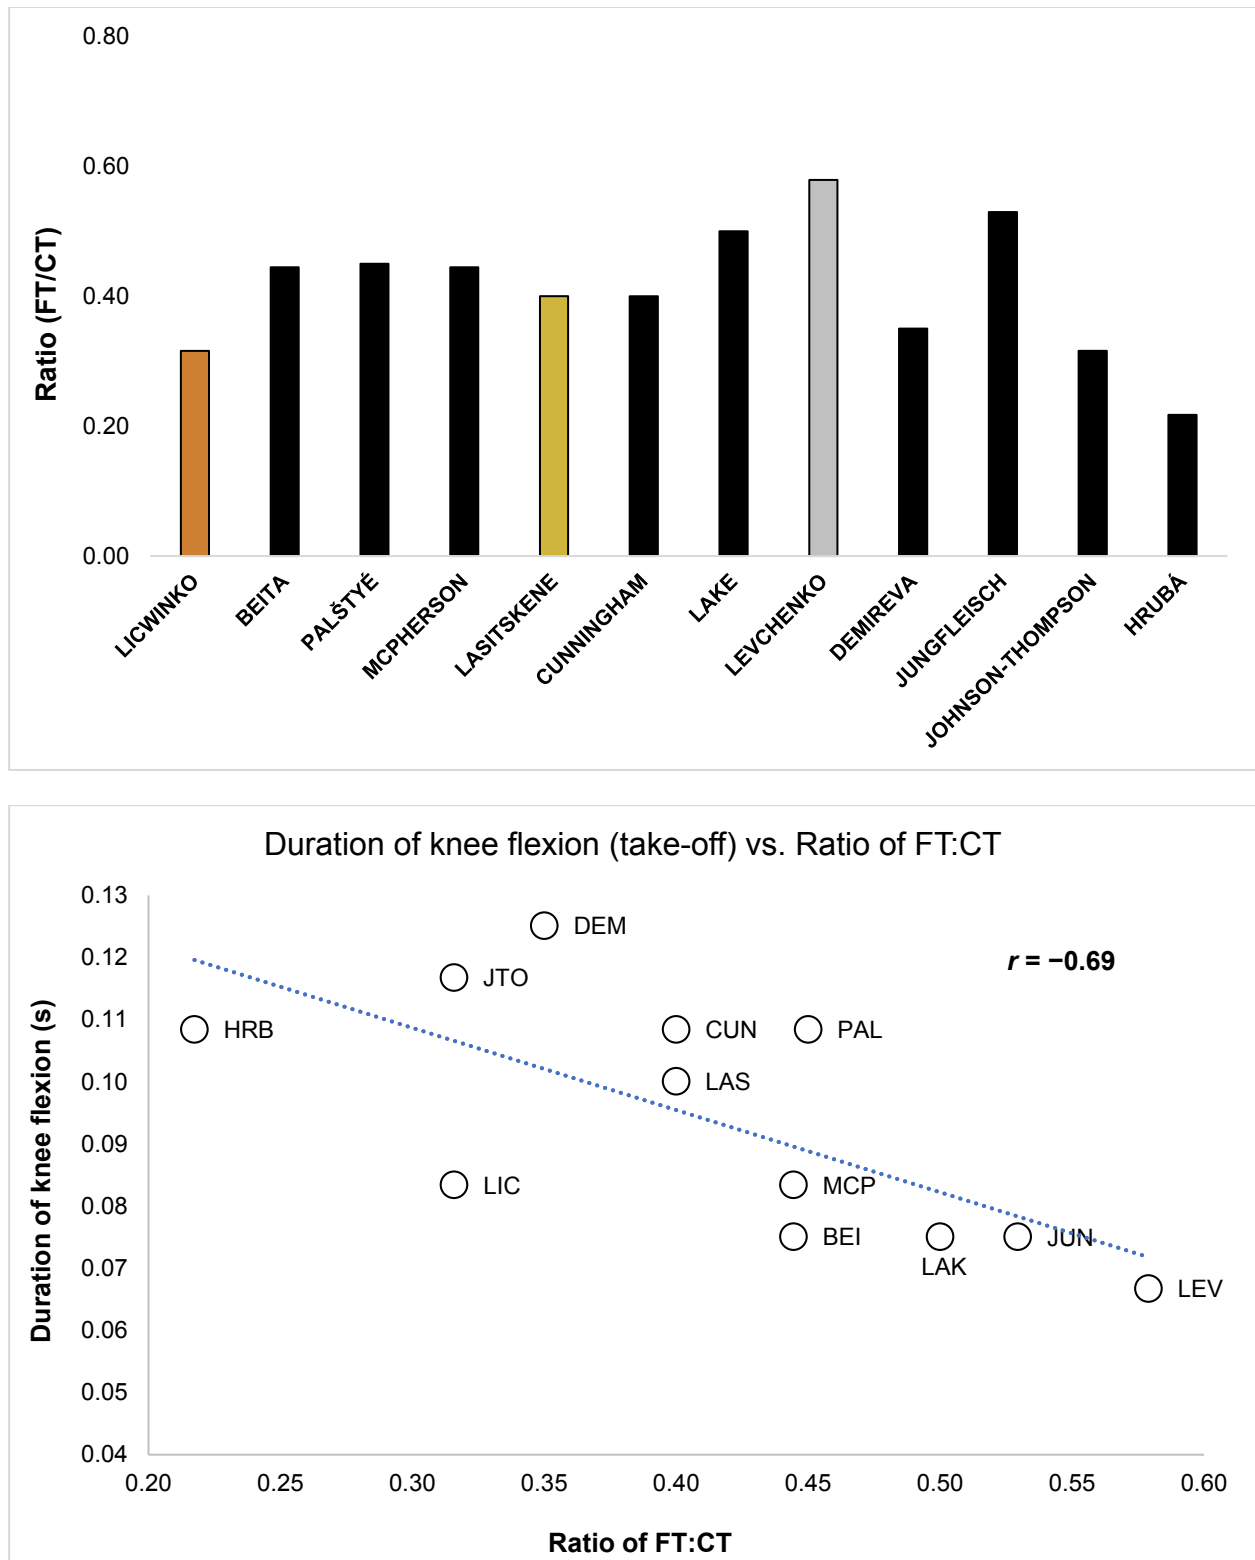 0.80
0.60
0.40
0.20
0.00
Ratio (FT/CT)
LICWINKO
BEITA
PALŠTYĖ
MCPHERSON
LASITSKENE
CUNNINGHAM
LAKE
LEVCHENKO
DEMIREVA
JUNGFLEISCH
JOHNSON-THOMPSON
HRUBÁ
Duration of knee flexion (take-off) vs. Ratio of FT:CT
0.13
0.12
0.11
0.10
0.09
0.08
0.07
0.06
0.05
0.04
Duration of knee flexion (s)
r = −0.69
DEM
JTO
HRB
CUN
PAL
LAS
LIC
MCP
BEI
LAK
JUN
LEV
0.20 0.25 0.30 0.35 0.40 0.45 0.50 0.55 0.60
Ratio of FT:CT